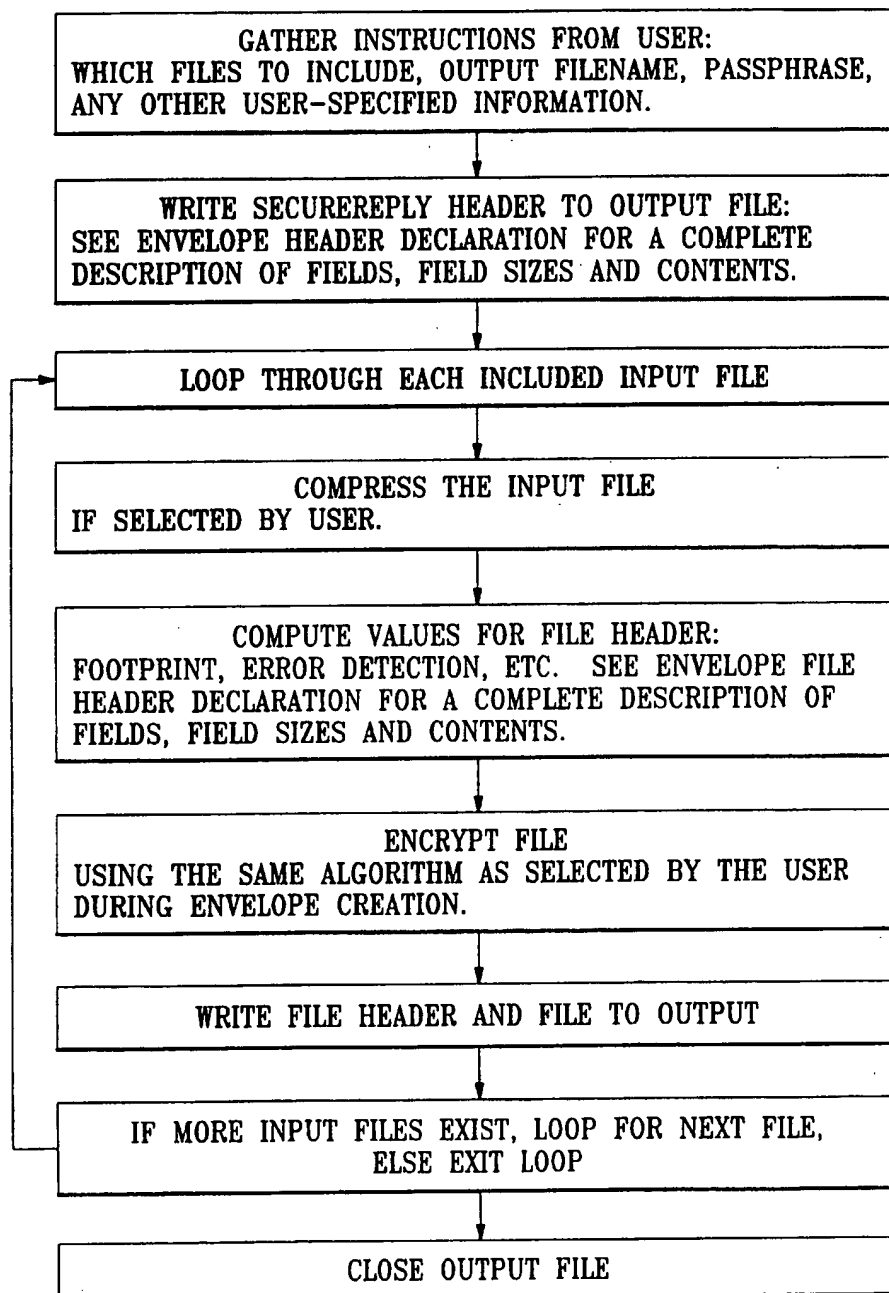 GATHER INSTRUCTIONS FROM USER:
WHICH FILES TO INCLUDE, OUTPUT FILENAME, PASSPHRASE,
ANY OTHER USER-SPECIFIED INFORMATION.
WRITE SECUREREPLY HEADER TO OUTPUT FILE:
SEE ENVELOPE HEADER DECLARATION FOR A COMPLETE
DESCRIPTION OF FIELDS, FIELD SIZES AND CONTENTS.
LOOP THROUGH EACH INCLUDED INPUT FILE
COMPRESS THE INPUT FILE
IF SELECTED BY USER.
COMPUTE VALUES FOR FILE HEADER:
FOOTPRINT, ERROR DETECTION, ETC. SEE ENVELOPE FILE
HEADER DECLARATION FOR A COMPLETE DESCRIPTION OF
FIELDS, FIELD SIZES AND CONTENTS.
ENCRYPT FILE
USING THE SAME ALGORITHM AS SELECTED BY THE USER
DURING ENVELOPE CREATION.
WRITE FILE HEADER AND FILE TO OUTPUT
IF MORE INPUT FILES EXIST, LOOP FOR NEXT FILE,
ELSE EXIT LOOP
CLOSE OUTPUT FILE